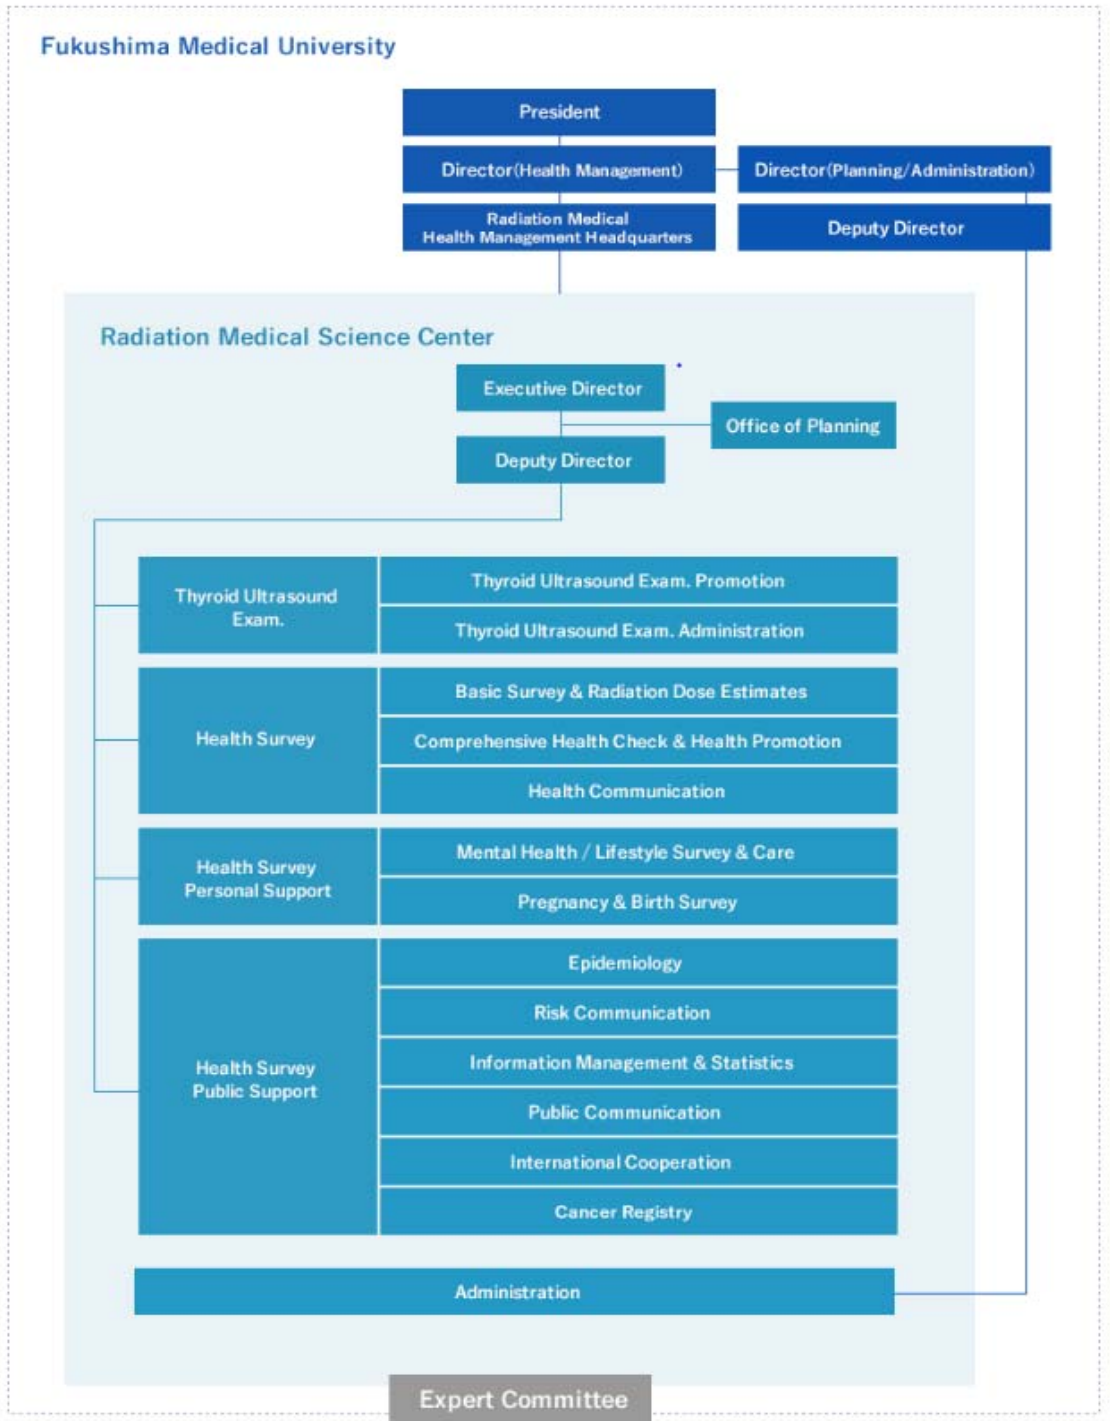 Fukushima Medical University
President
Director(Health Management)
Director(Planning/Administration)
Radiation Medical
Health Management Headquarters
Deputy Director
Radiation Medical Science Center
Executive Director
Office of Planning
Deputy Director
Thyroid Ultrasound
Exam.
Thyroid Ultrasound Exam. Promotion
Thyroid Ultrasound Exam. Administration
Health Survey
Basic Survey & Radiation Dose Estimates
Comprehensive Health Check & Health Promotion
Health Communication
Health Survey
Personal Support
Mental Health / Lifestyle Survey & Care
Pregnancy & Birth Survey
Health Survey
Public Support
Epidemiology
Risk Communication
Information Management & Statistics
Public Communication
International Cooperation
Cancer Registry
Administration
Expert Committee